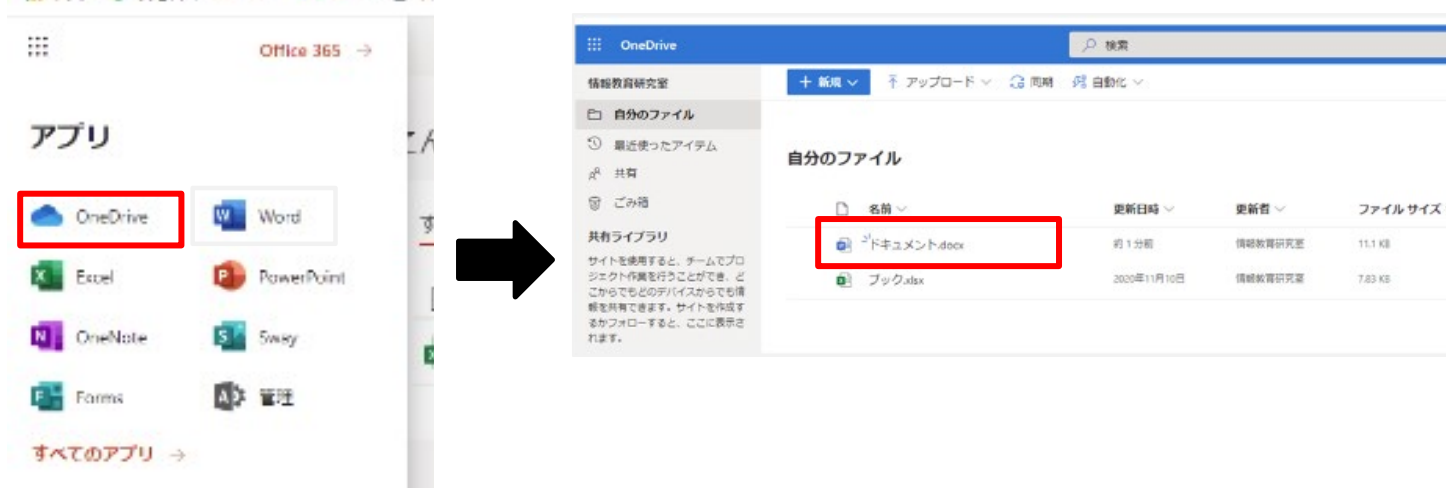 Office 365 →
アプリ
OneDrive
Word
Excel
PowerPoint
OneNote
Sway
Forms
管理
すべてのアプリ →
OneDrive
検索
情報教育研究室
+ 新規
アップロード
同期
自動化
自分のファイル
最近使ったアイテム
共有
ごみ箱
共有ライブラリ
サイトを使用すると、チームでプロ
ジェクト作業を行うことができ、ど
こからでもどのデバイスからでも情
報を共有できます。サイトを作成す
るかフォローすると、ここに表示さ
れます。
自分のファイル
名前
更新日時
更新者
ファイル サイズ
ドキュメント.docx
約 1 分前
情報教育研究室
11.1 KB
ブック.xlsx
2020年11月10日
情報教育研究室
7.83 KB